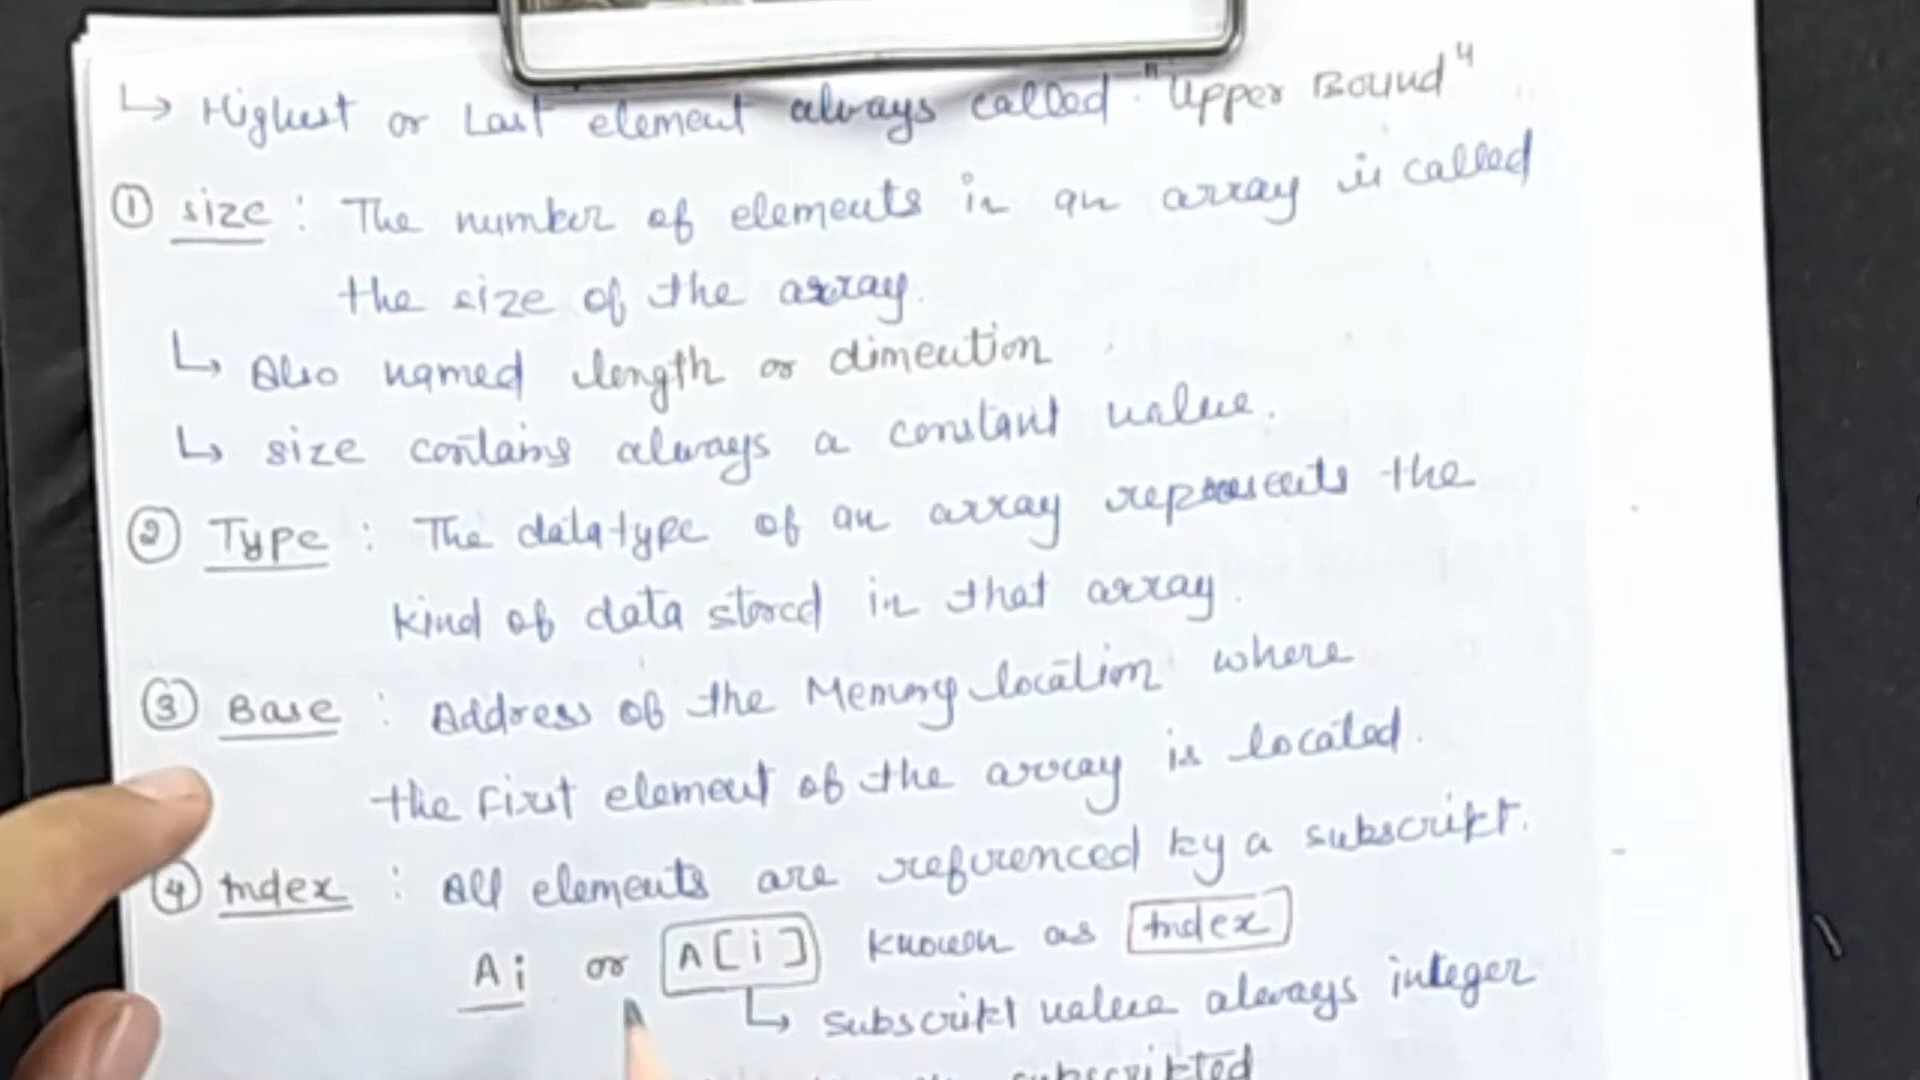 ↳ Highest or Last element always called "Upper Bound"
① size : The number of elements in an array is called
the size of the array.
↳ Also named length or dimention
↳ size contains always a constant value.
② Type : The datatype of an array represents the
kind of data stored in that array.
③ Base : Address of the Memory location where
the first element of the array is located.
④ Index : All elements are referenced by a subscript.
Ai or A[i] known as Index
↳ subscript value always integer
subscripted